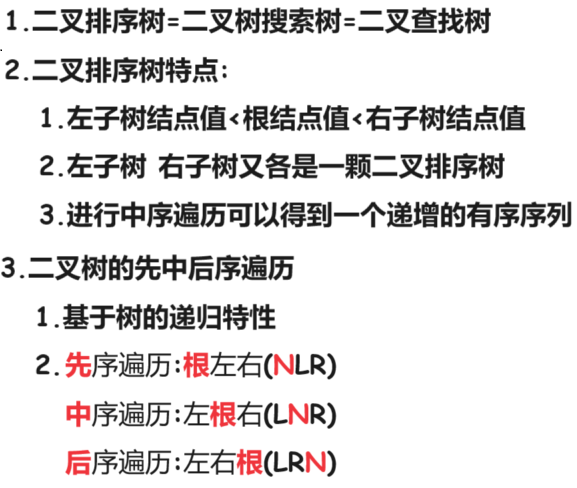 1.二叉排序树=二叉树搜索树=二叉查找树
2.二叉排序树特点:
1.左子树结点值<根结点值<右子树结点值
2.左子树 右子树又各是一颗二叉排序树
3.进行中序遍历可以得到一个递增的有序序列
3.二叉树的先中后序遍历
1.基于树的递归特性
2.先序遍历:根左右(NLR)
中序遍历:左根右(LNR)
后序遍历:左右根(LRN)